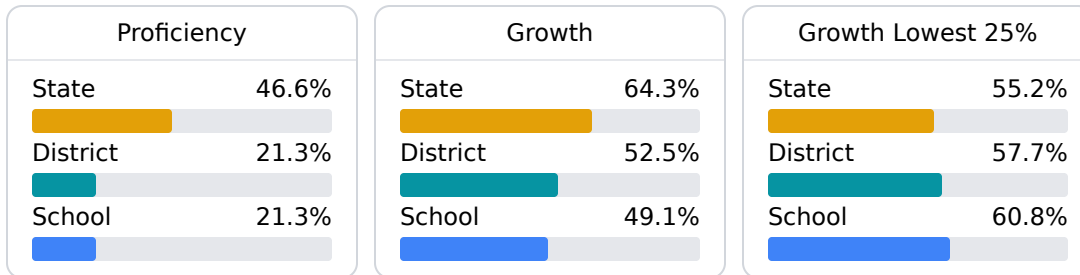 Proficiency
State 46.6%
District 21.3%
School 21.3%
Growth
State 64.3%
District 52.5%
School 49.1%
Growth Lowest 25%
State 55.2%
District 57.7%
School 60.8%